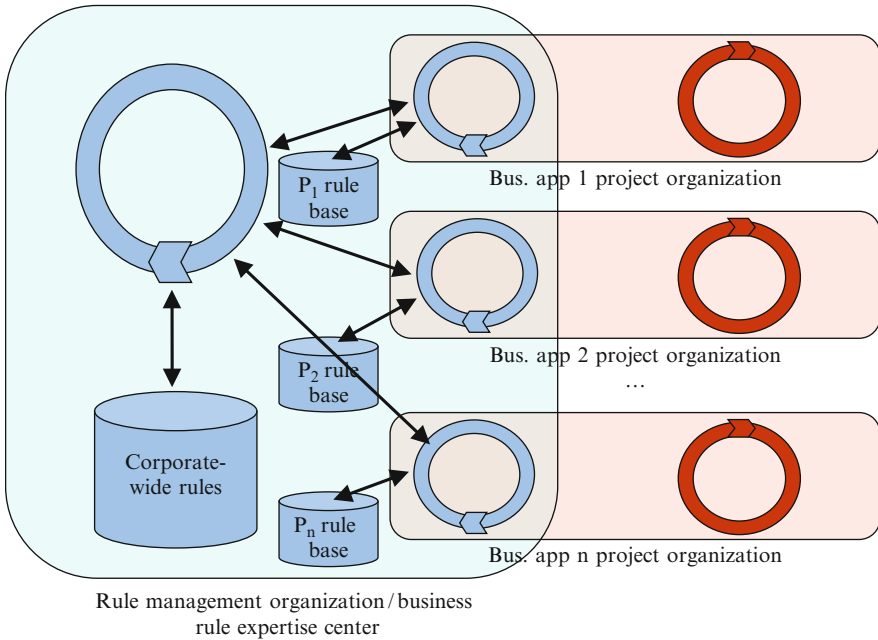 P1 rule
base
Bus. app 1 project organization
P2 rule
base
Bus. app 2 project organization
...
Corporate-
wide rules
Pn rule
base
Bus. app n project organization
Rule management organization/business
rule expertise center